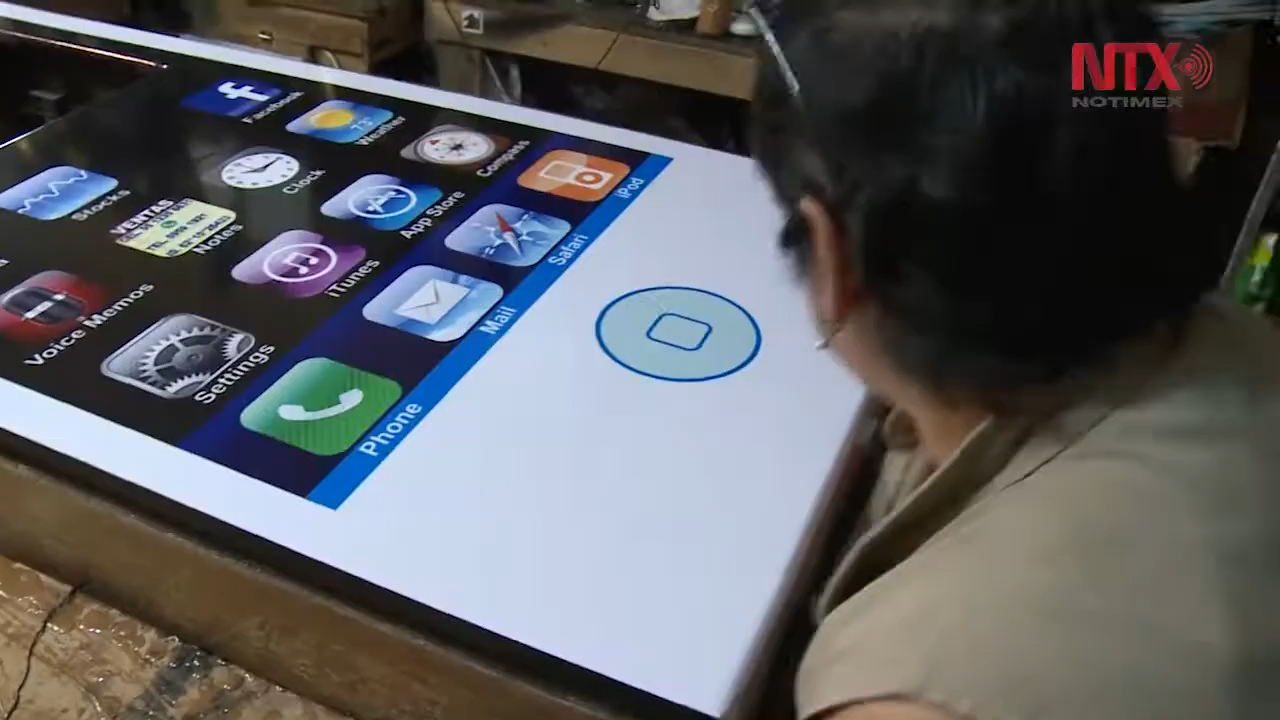 NTX
NOTIMEX
Facebook
Weather
73°
Compass
iPod
Stocks
Clock
App Store
Safari
VENTAS
Notes
iTunes
Mail
Voice Memos
Settings
Phone